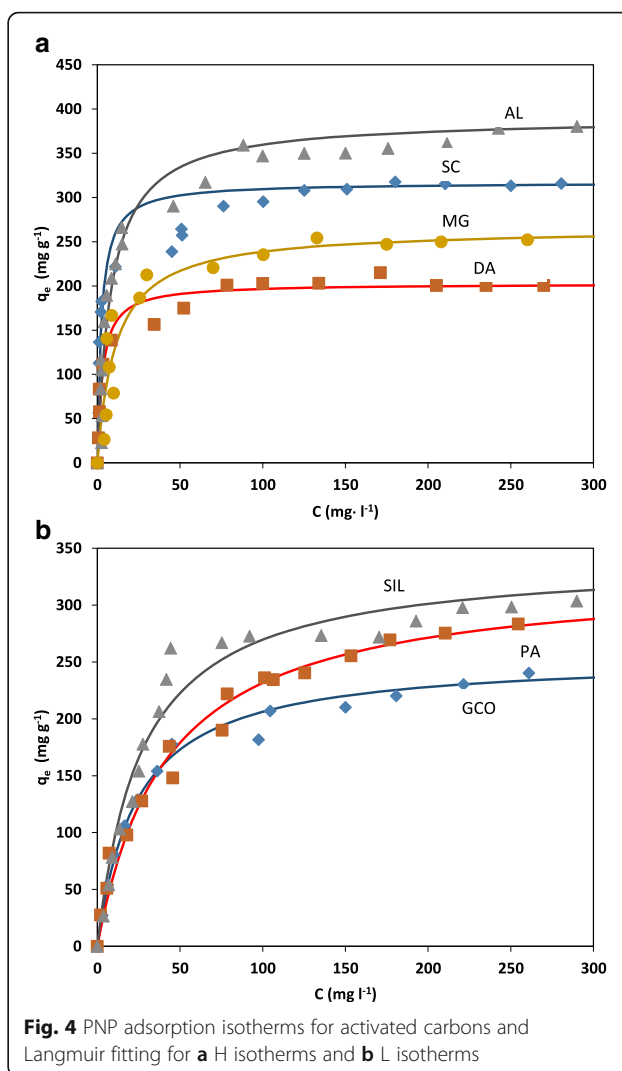 a
450
400
350
300
250
200
150
100
50
0
qe (mg g-1)
AL
SC
MG
DA
0 50 100 150 200 250 300
C (mg· l-1)
b
350
300
250
200
150
100
50
0
qe (mg g-1)
SIL
PA
GCO
0 50 100 150 200 250 300
C (mg l-1)
Fig. 4 PNP adsorption isotherms for activated carbons and
Langmuir fitting for a H isotherms and b L isotherms